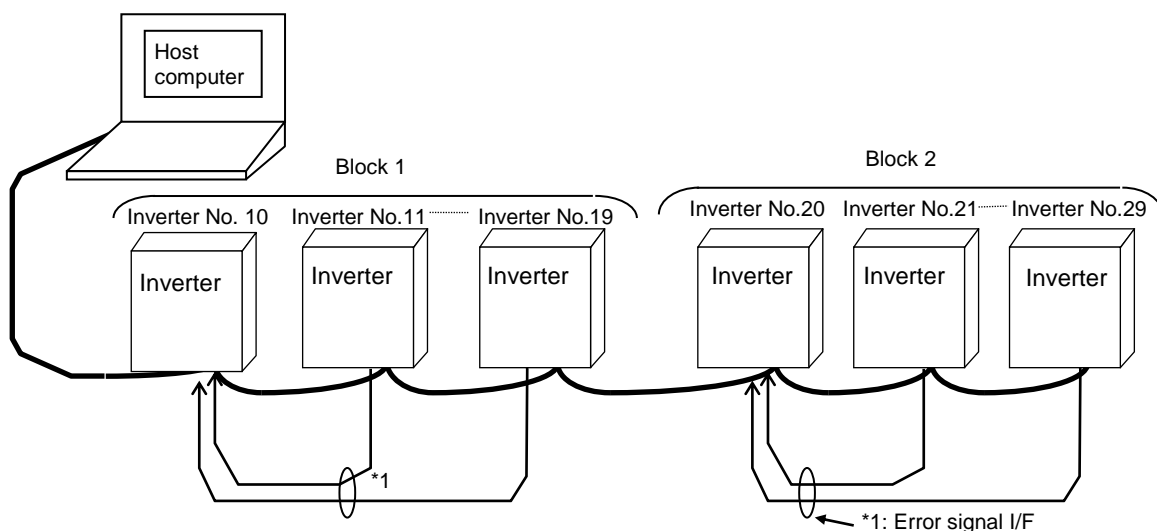 Host
computer
Block 1
Block 2
Inverter No. 10
Inverter No.11
Inverter No.19
Inverter No.20
Inverter No.21
Inverter No.29
Inverter
Inverter
Inverter
Inverter
Inverter
Inverter
*1
*1: Error signal I/F